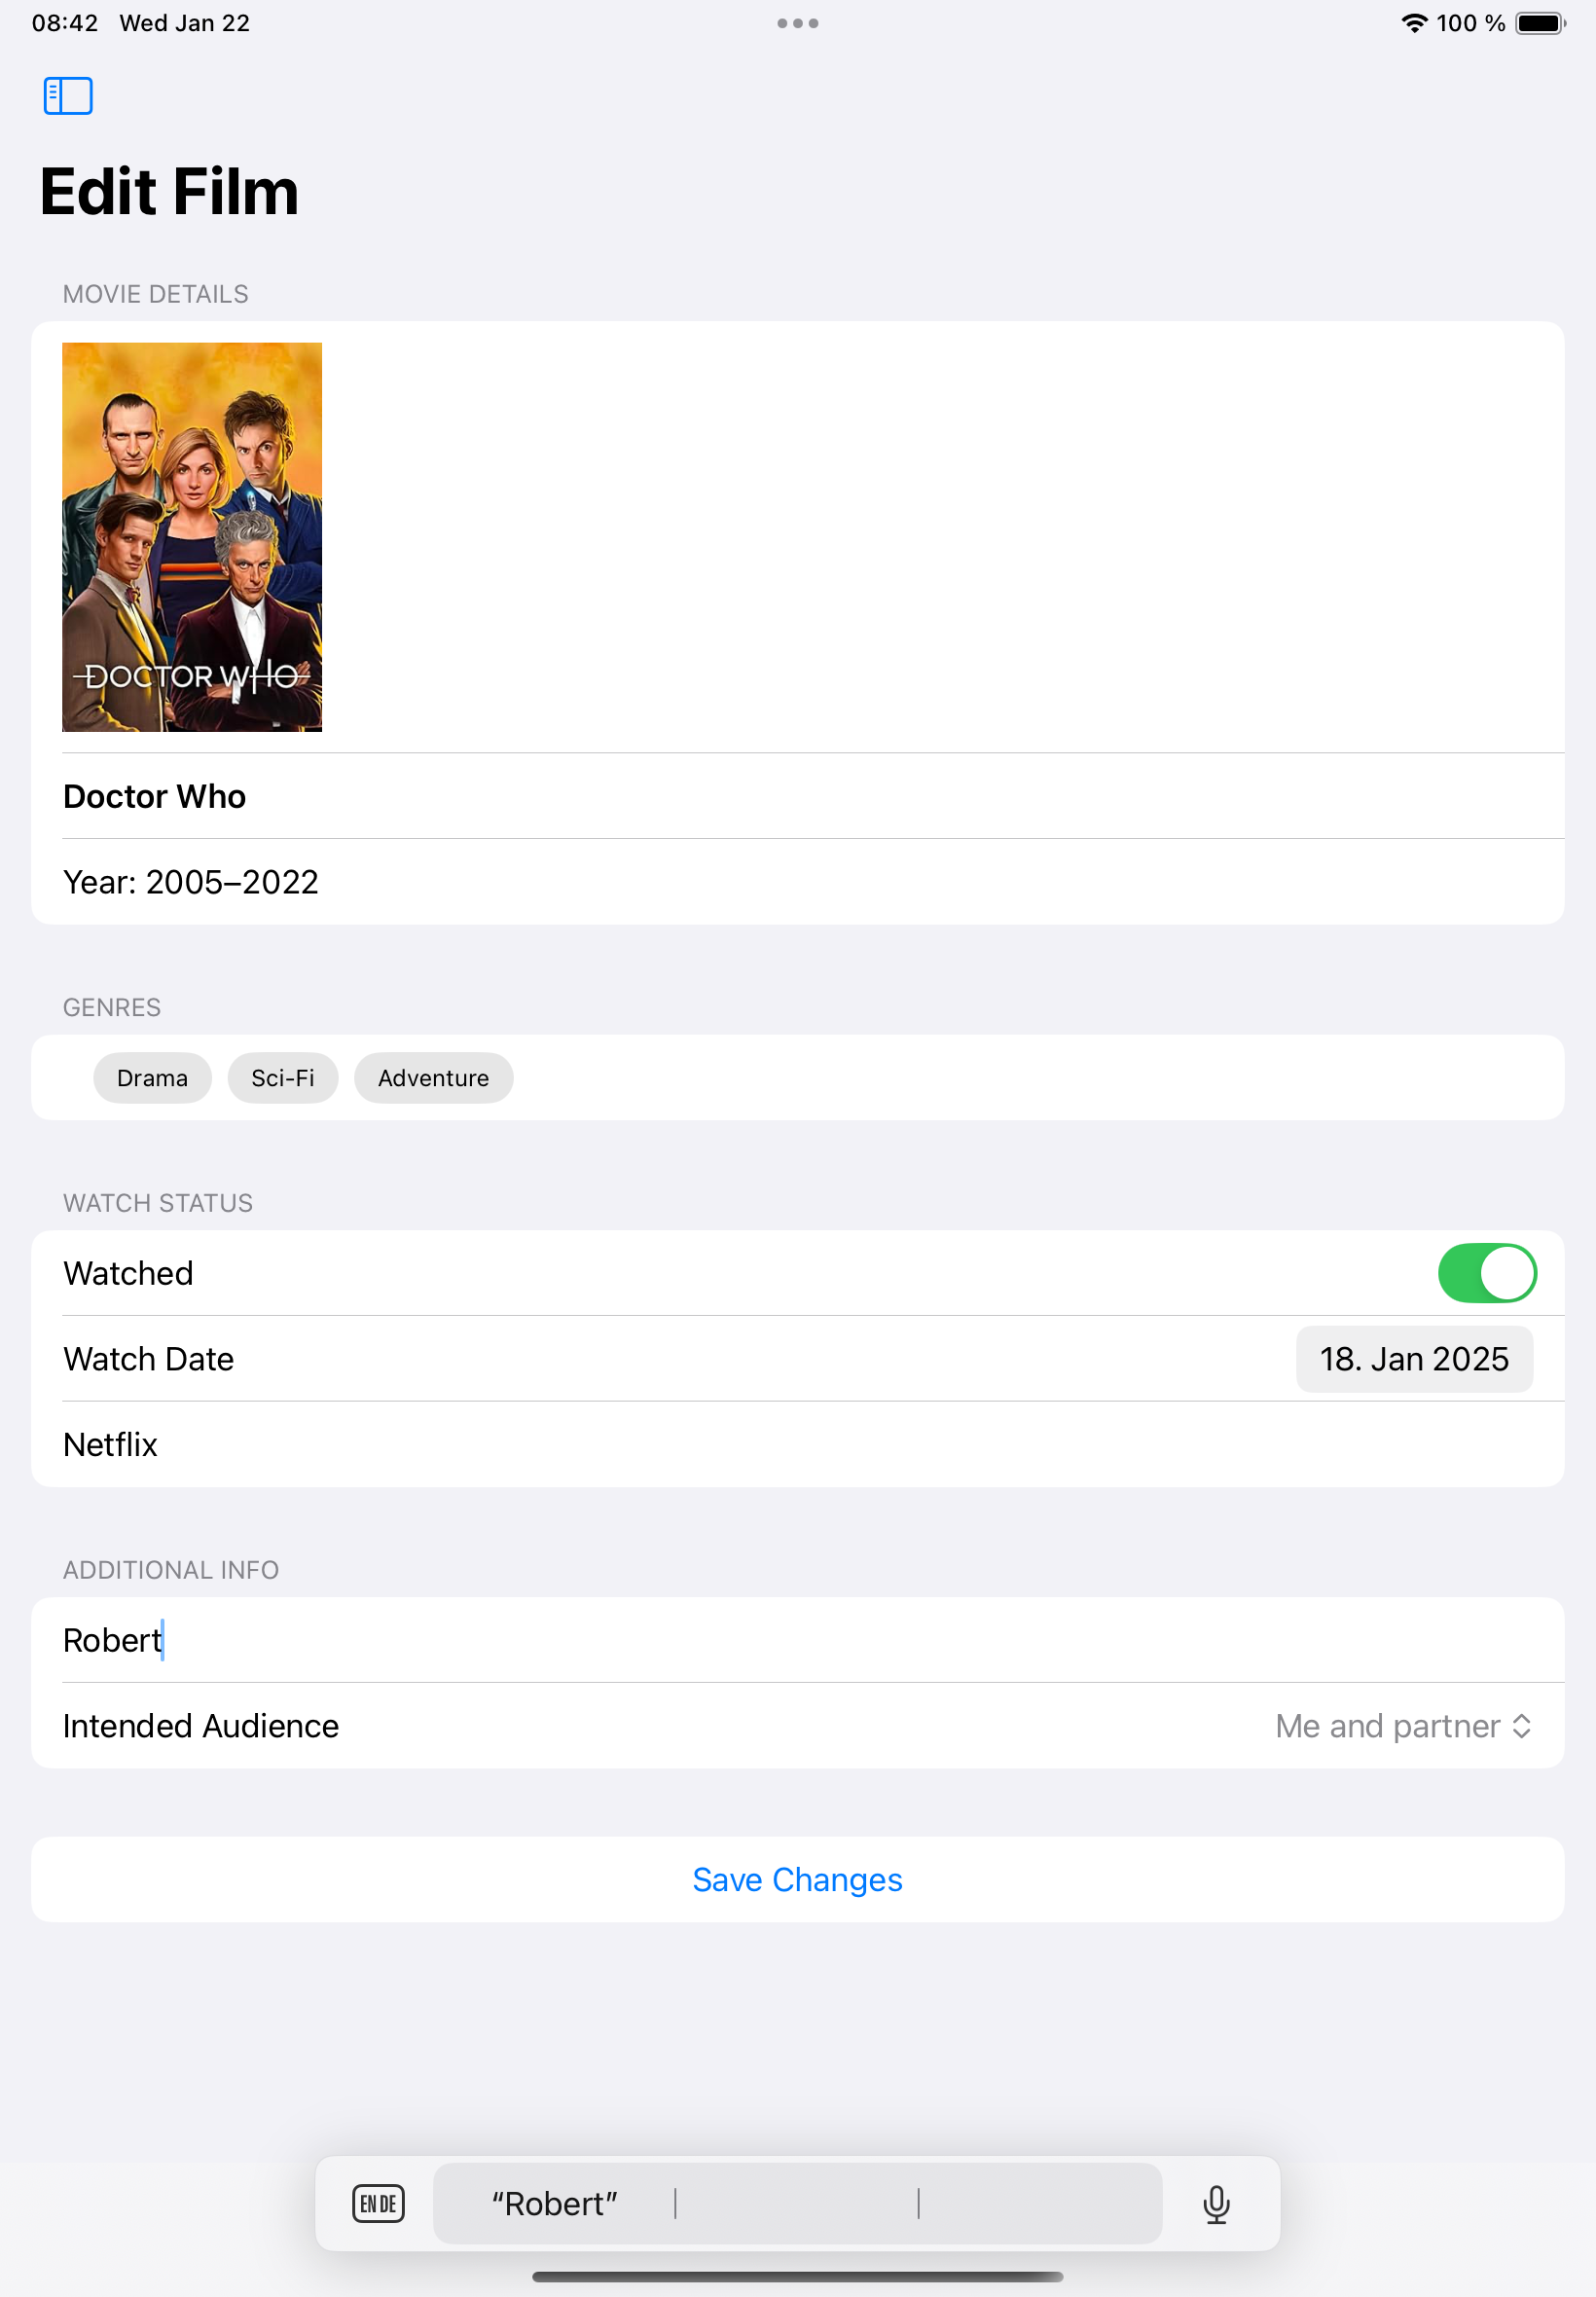 08:42 Wed Jan 22
100 %
Edit Film
MOVIE DETAILS
DOCTOR WHO
Doctor Who
Year: 2005–2022
GENRES
Drama Sci-Fi Adventure
WATCH STATUS
Watched
Watch Date 18. Jan 2025
Netflix
ADDITIONAL INFO
Robert
Intended Audience Me and partner
Save Changes
EN DE “Robert”